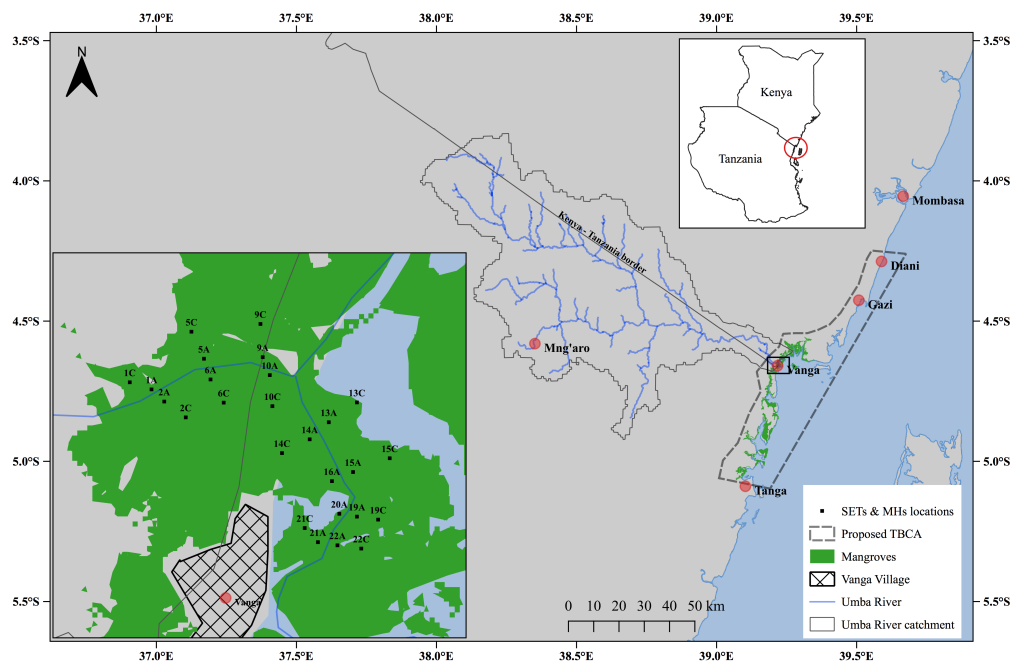 37.0°S
37.5°S
38.0°S
38.5°S
39.0°S
39.5°S
3.5°S
3.5°S
N
Kenya
Tanzania
4.0°S
4.0°S
Mombasa
Kenya - Tanzania border
Diani
Gazi
4.5°S
4.5°S
Mng'aro
Vanga
9C
5C
9A
5A
10A
1C
1A
6A
2A
6C
10C
13C
2C
13A
14A
14C
15C
15A
16A
20A
19A
19C
21C
21A
22A
22C
Vanga
5.0°S
5.0°S
Tanga
SETs & MHs locations
Proposed TBCA
Mangroves
Vanga Village
Umba River
Umba River catchment
0 10 20 30 40 50 km
5.5°S
5.5°S
37.0°S
37.5°S
38.0°S
38.5°S
39.0°S
39.5°S